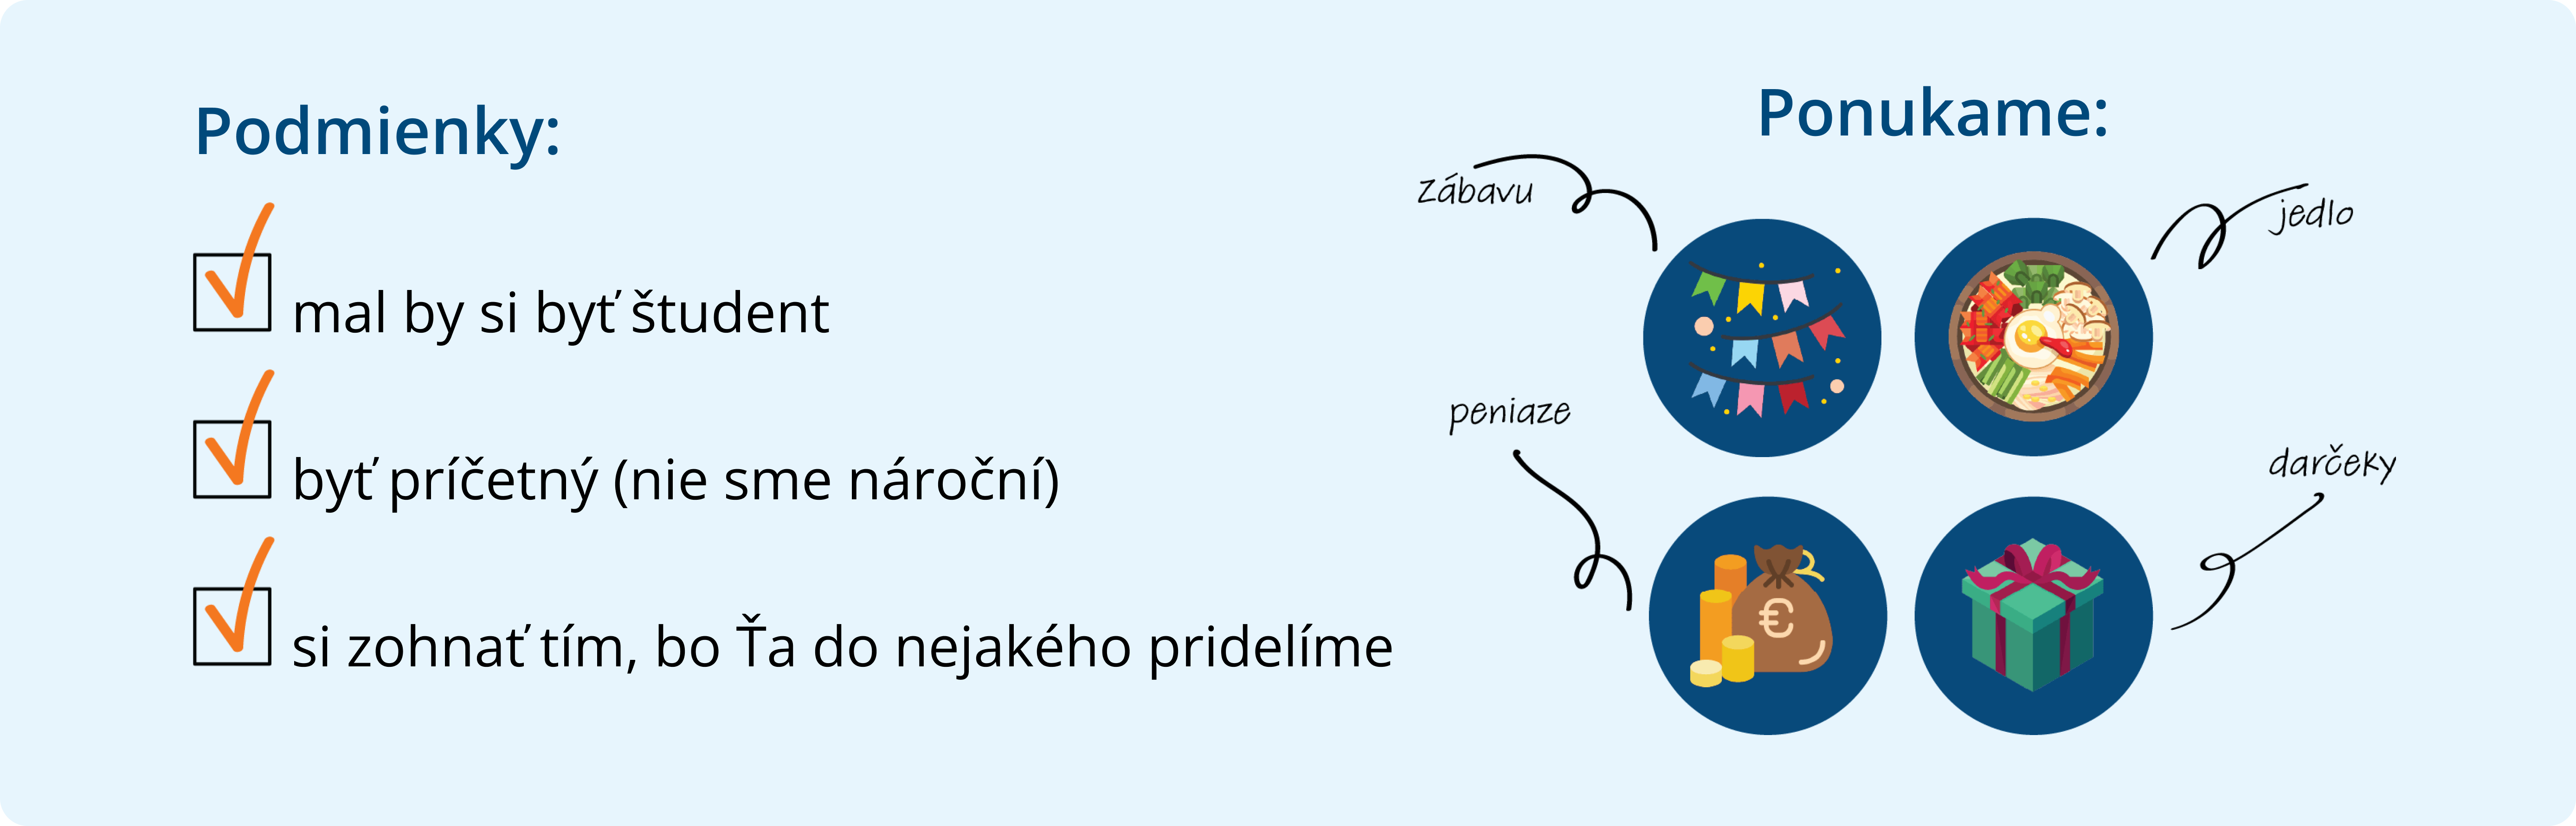 Podmienky:
mal by si byť študent
byť príčetný (nie sme nároční)
si zohnať tím, bo Ťa do nejakého pridelíme
Ponukame:
zábavu
jedlo
peniaze
€
darčeky